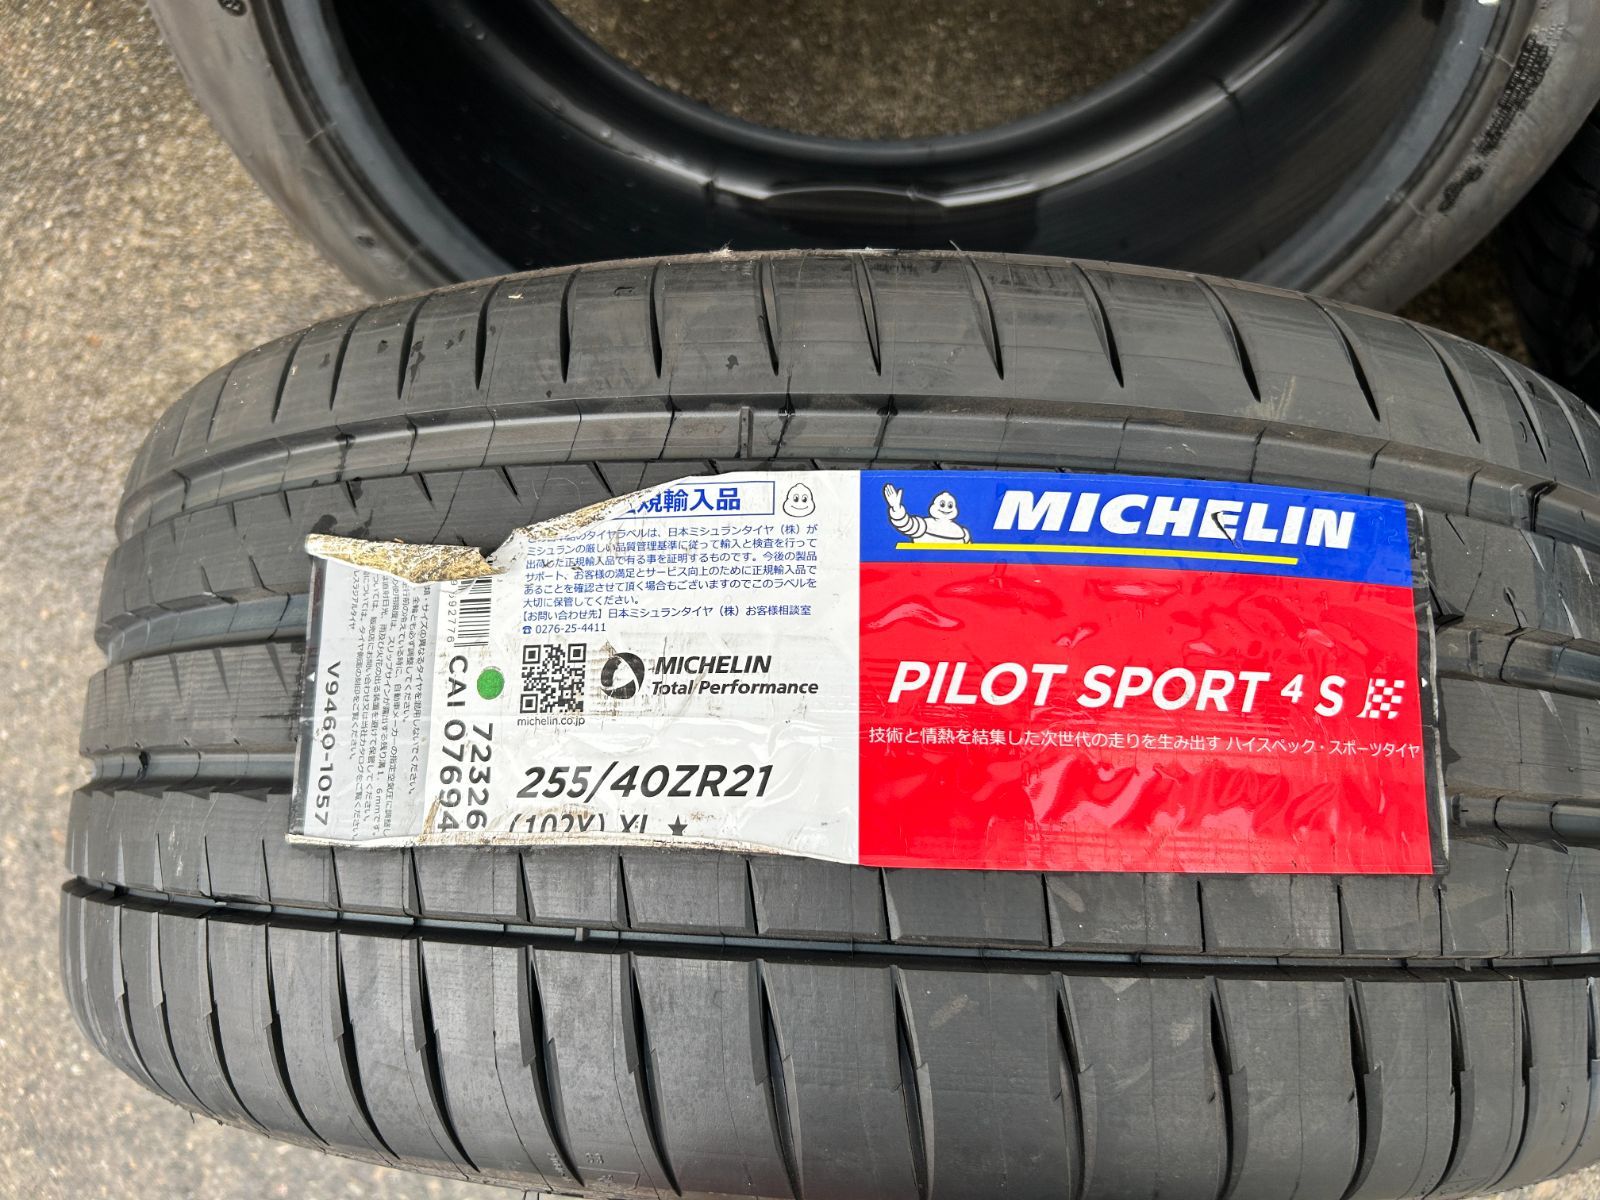 規輸入品
のタイヤラベルは、日本ミシュランタイヤ（株）が
ミシュランの厳しい品質管理基準に従って輸入と検査を行って
出荷した正規輸入品で有る事を証明するものです。今後の製品
サポート、お客様の満足とサービス向上のために正規輸入品で
あることを確認させて頂く場合もございますのでこのラベルを
大切に保管してください。
【お問い合わせ先】日本ミシュランタイヤ（株）お客様相談室
☎ 0276-25-4411
MICHELIN
Total Performance
michelin.co.jp
255/40ZR21
(102Y) XL ★
MICHELIN
PILOT SPORT 4 S
技術と情熱を結集した次世代の走りを生み出す ハイスペック・スポーツタイヤ
92776
72326
CAI 07694
V9460-1057